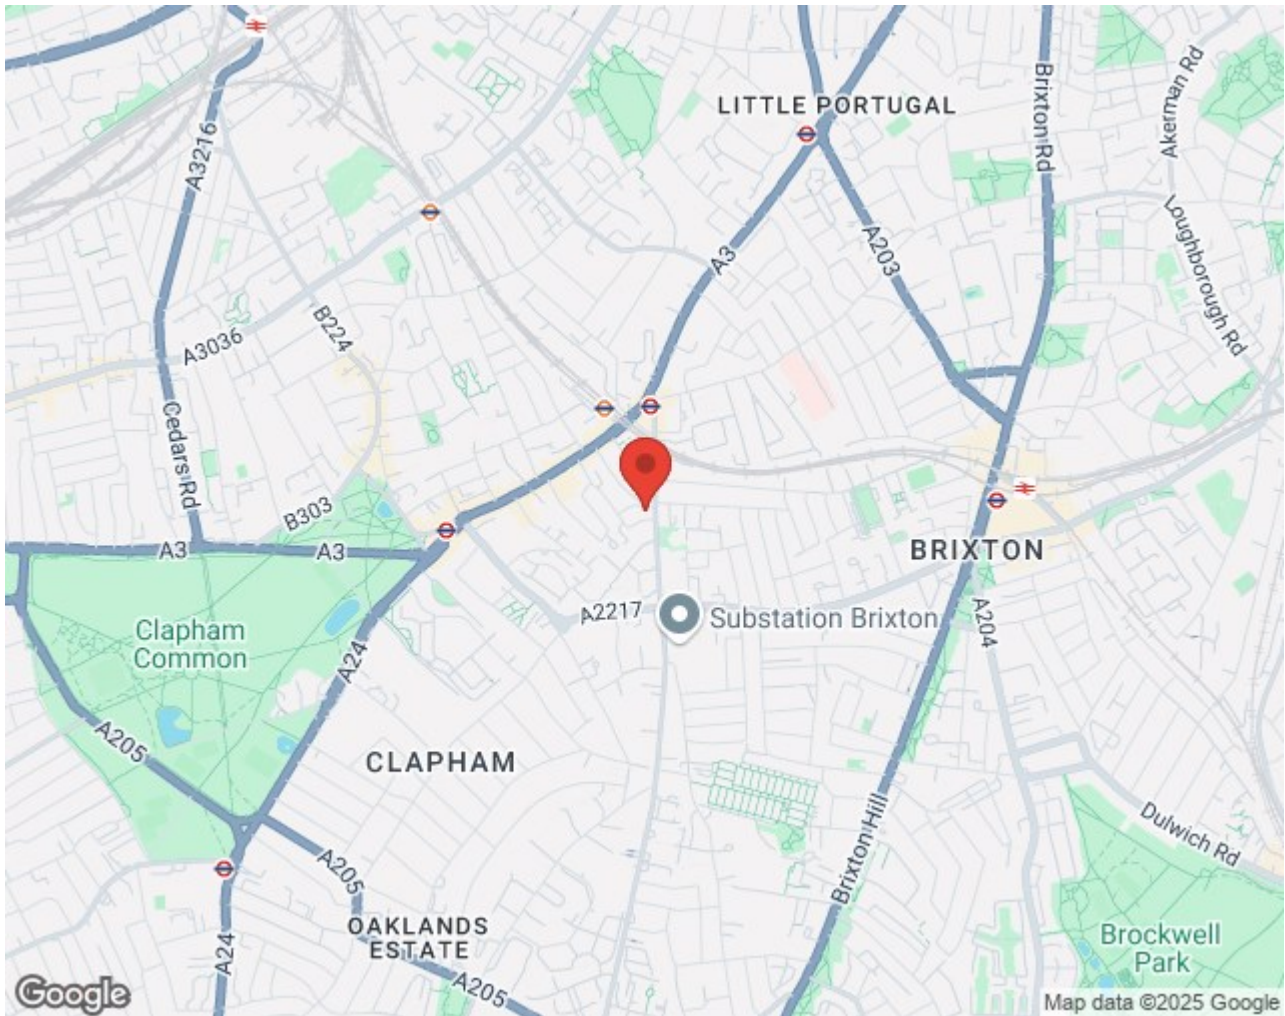 LITTLE PORTUGAL
Brixton Rd
Akerman Rd
A3216
A3
A203
Loughborough Rd
B224
A3036
Cedars Rd
B303
A3
A3
BRIXTON
A2217
Substation Brixton
A204
Clapham
Common
A24
A205
CLAPHAM
Dulwich Rd
Brixton Hill
A205
OAKLANDS
ESTATE
Brockwell
Park
A24
A205
Google
Map data ©2025 Google